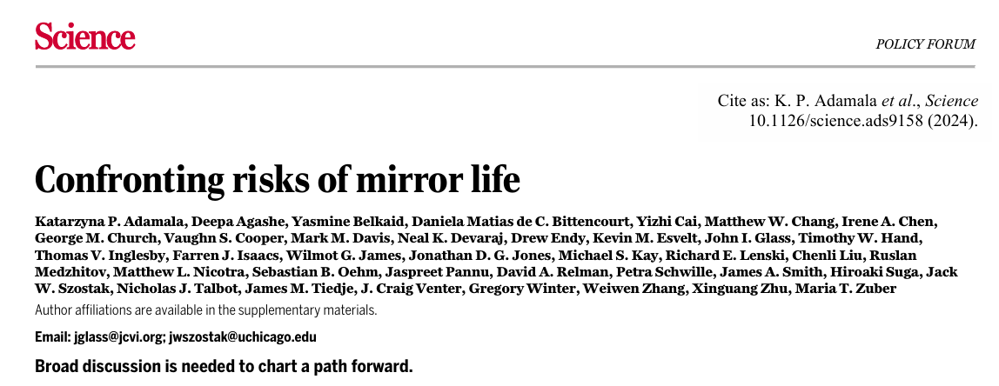 Science
POLICY FORUM
Cite as: K. P. Adamala et al., Science
10.1126/science.ads9158 (2024).
Confronting risks of mirror life
Katarzyna P. Adamala, Deepa Agashe, Yasmine Belkaid, Daniela Matias de C. Bittencourt, Yizhi Cai, Matthew W. Chang, Irene A. Chen,
George M. Church, Vaughn S. Cooper, Mark M. Davis, Neal K. Devaraj, Drew Endy, Kevin M. Esvelt, John I. Glass, Timothy W. Hand,
Thomas V. Inglesby, Farren J. Isaacs, Wilmot G. James, Jonathan D. G. Jones, Michael S. Kay, Richard E. Lenski, Chenli Liu, Ruslan
Medzhitov, Matthew L. Nicotra, Sebastian B. Oehm, Jaspreet Pannu, David A. Relman, Petra Schwille, James A. Smith, Hiroaki Suga, Jack
W. Szostak, Nicholas J. Talbot, James M. Tiedje, J. Craig Venter, Gregory Winter, Weiwen Zhang, Xinguang Zhu, Maria T. Zuber
Author affiliations are available in the supplementary materials.
Email: jglass@jcvi.org; jwszostak@uchicago.edu
Broad discussion is needed to chart a path forward.